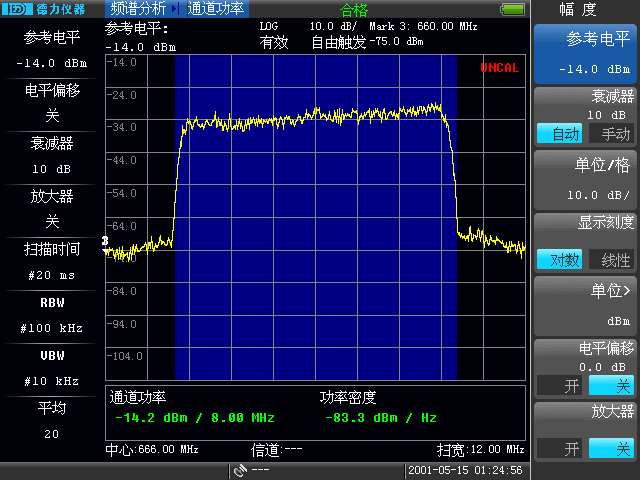 德力仪器 频谱分析 通道功率 合格 幅 度
参考电平
-14.0 dBm
电平偏移
关
衰减器
10 dB
放大器
关
扫描时间
#20 ms
RBW
#100 kHz
VBW
#10 kHz
平均
20
参考电平:
-14.0 dBm
LOG 10.0 dB/ Mark 3: 660.00 MHz
有效 自由触发 -75.0 dBm
UNCAL
-14.0
-24.0
-34.0
-44.0
-54.0
-64.0
-74.0
-84.0
-94.0
-104.0
3
通道功率 功率密度
-14.2 dBm / 8.00 MHz -83.3 dBm / Hz
中心:666.00 MHz 信道:--- 扫宽:12.00 MHz
--- 2001-05-15 01:24:56
参考电平
-14.0 dBm
衰减器
10 dB
自动 手动
单位/格
10.0 dB/
显示刻度
对数 线性
单位>
dBm
电平偏移
0.0 dB
开 关
放大器
开 关